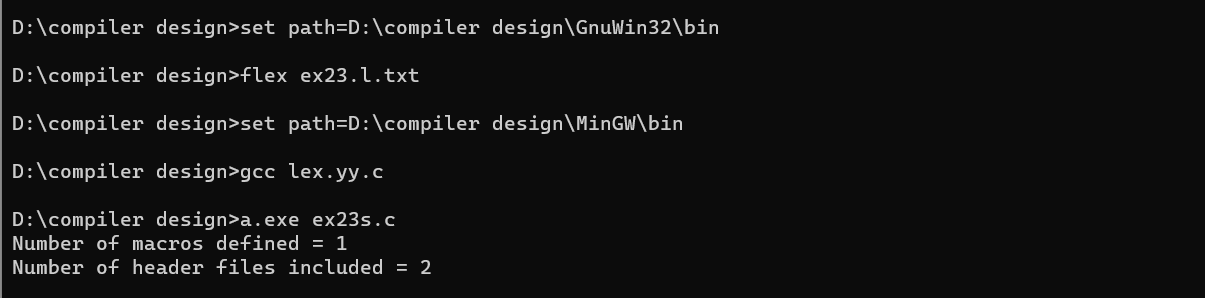 D:\compiler design>set path=D:\compiler design\GnuWin32\bin
D:\compiler design>flex ex23.l.txt
D:\compiler design>set path=D:\compiler design\MinGW\bin
D:\compiler design>gcc lex.yy.c
D:\compiler design>a.exe ex23s.c
Number of macros defined = 1
Number of header files included = 2